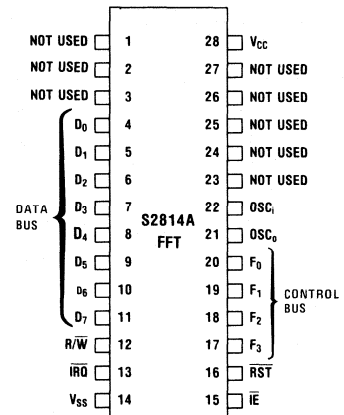 NOT USED 1 28 VCC
NOT USED 2 27 NOT USED
NOT USED 3 26 NOT USED
D0 4 25 NOT USED
D1 5 24 NOT USED
D2 6 23 NOT USED
D3 7 22 OSCi
DATA BUS
S2814A
FFT
D4 8 21 OSCo
D5 9 20 F0
D6 10 19 F1
CONTROL BUS
D7 11 18 F2
R/W̅ 12 17 F3
I̅R̅Q̅ 13 16 R̅S̅T̅
VSS 14 15 I̅E̅